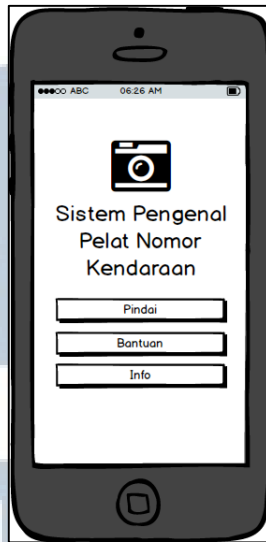 ABC 06:26 AM
Sistem Pengenal
Pelat Nomor
Kendaraan
Pindai
Bantuan
Info